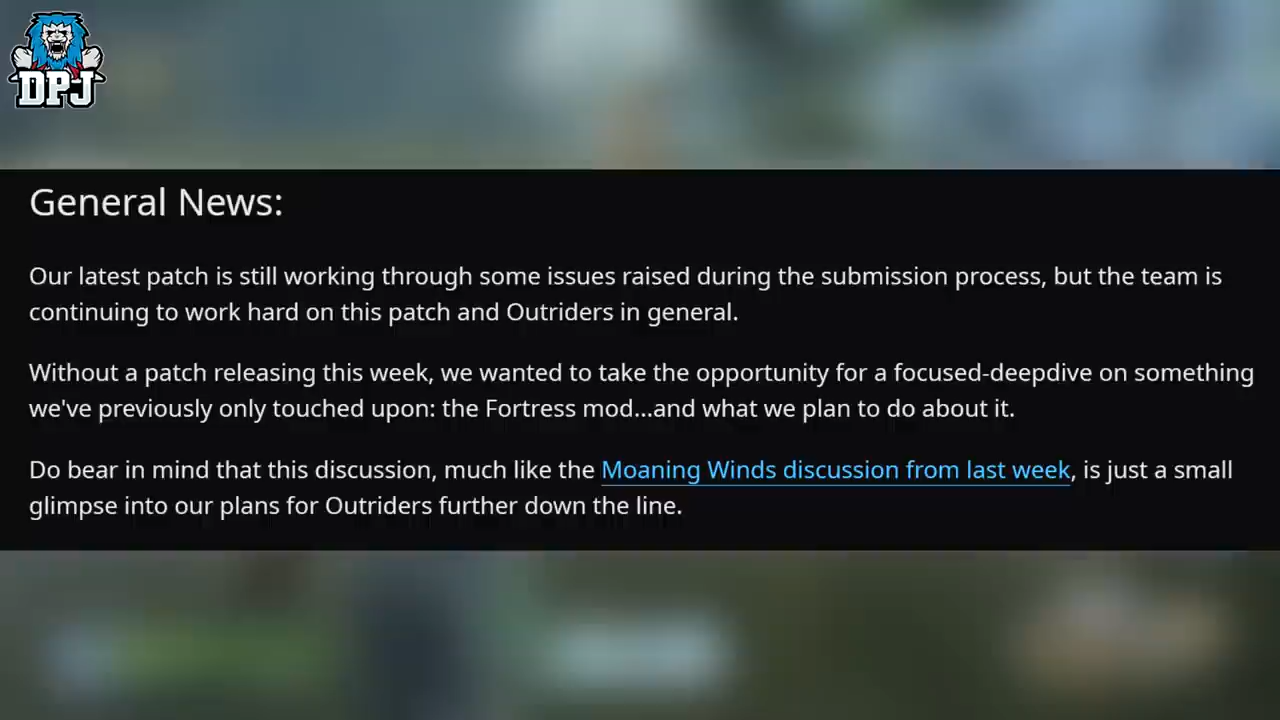 DPJ
General News:
Our latest patch is still working through some issues raised during the submission process, but the team is
continuing to work hard on this patch and Outriders in general.
Without a patch releasing this week, we wanted to take the opportunity for a focused-deepdive on something
we've previously only touched upon: the Fortress mod...and what we plan to do about it.
Do bear in mind that this discussion, much like the Moaning Winds discussion from last week, is just a small
glimpse into our plans for Outriders further down the line.